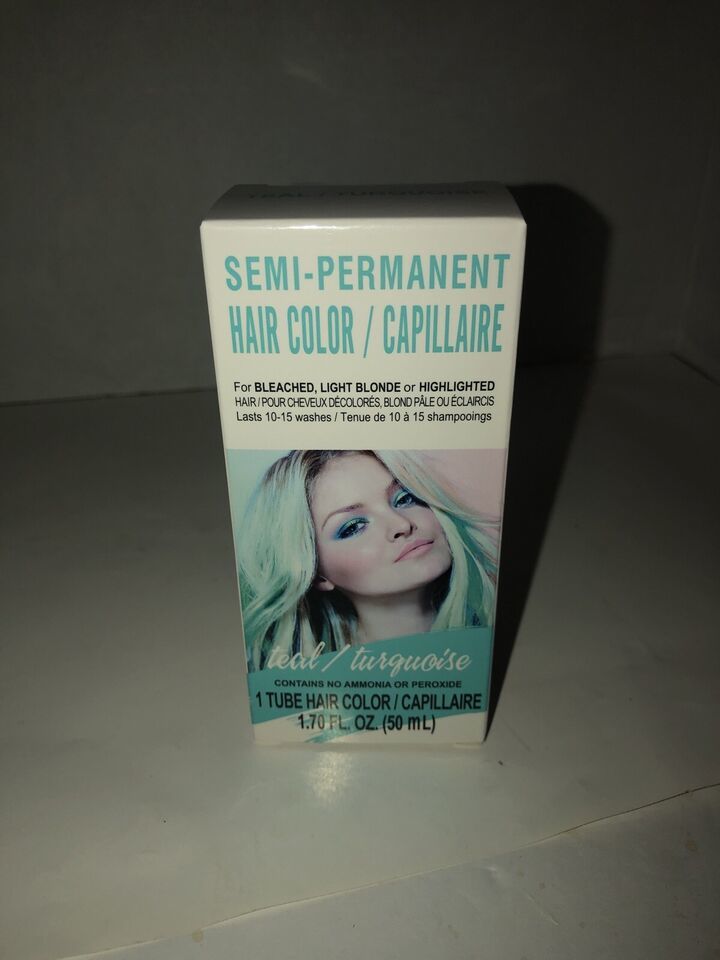 TEAL / TURQUOISE
SEMI-PERMANENT
HAIR COLOR / CAPILLAIRE
For BLEACHED, LIGHT BLONDE or HIGHLIGHTED
HAIR / POUR CHEVEUX DÉCOLORÉS, BLOND PÂLE OU ÉCLAIRCIS
Lasts 10-15 washes / Tenue de 10 à 15 shampooings
teal / turquoise
CONTAINS NO AMMONIA OR PEROXIDE
1 TUBE HAIR COLOR / CAPILLAIRE
1.70 FL. OZ. (50 mL)